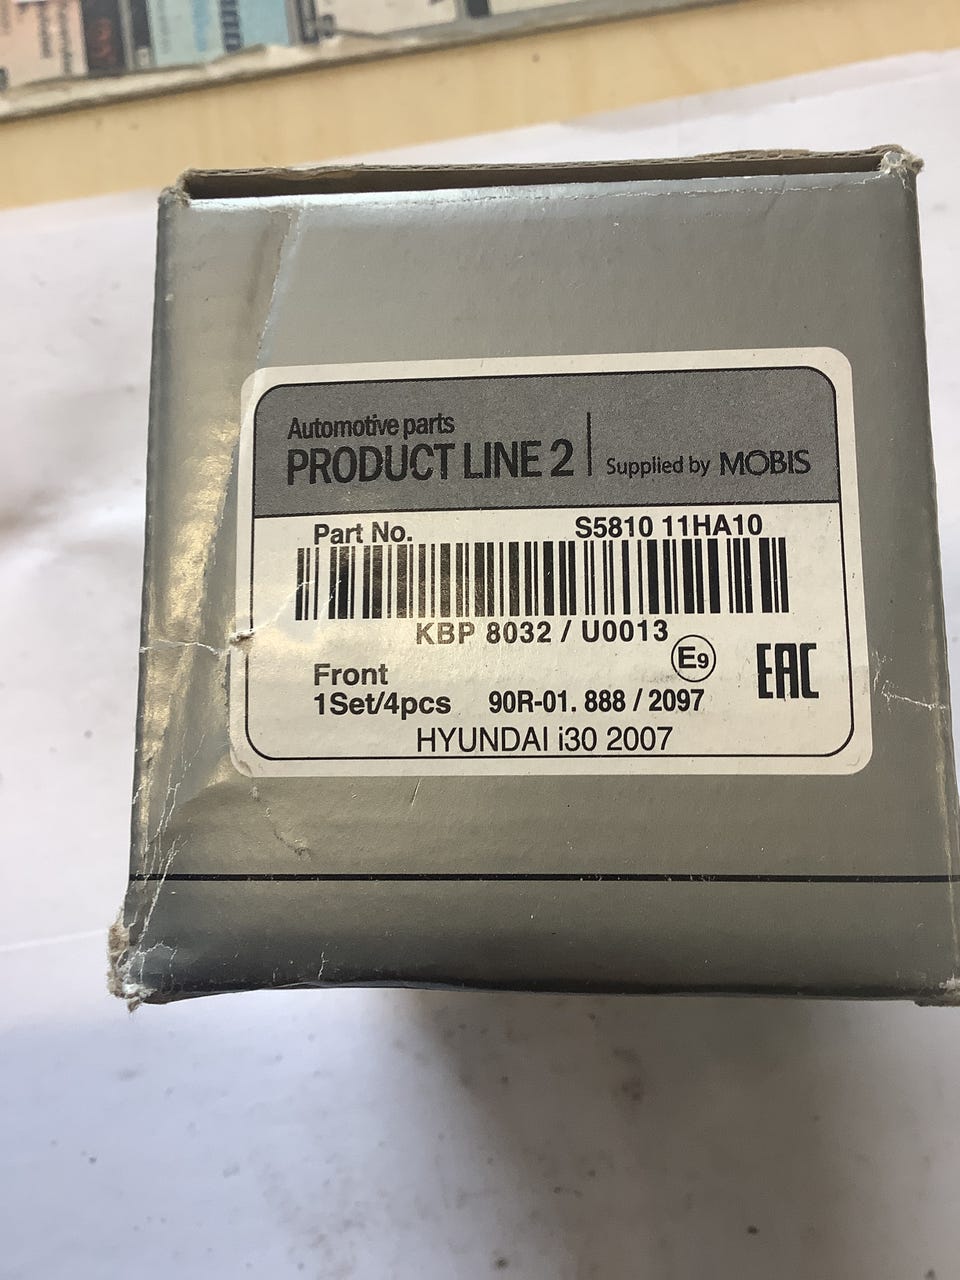 Automotive parts
PRODUCT LINE 2
Supplied by MOBIS
Part No. S5810 11HA10
KBP 8032 / U0013
E9
EAC
Front
1Set/4pcs 90R-01. 888 / 2097
HYUNDAI i30 2007